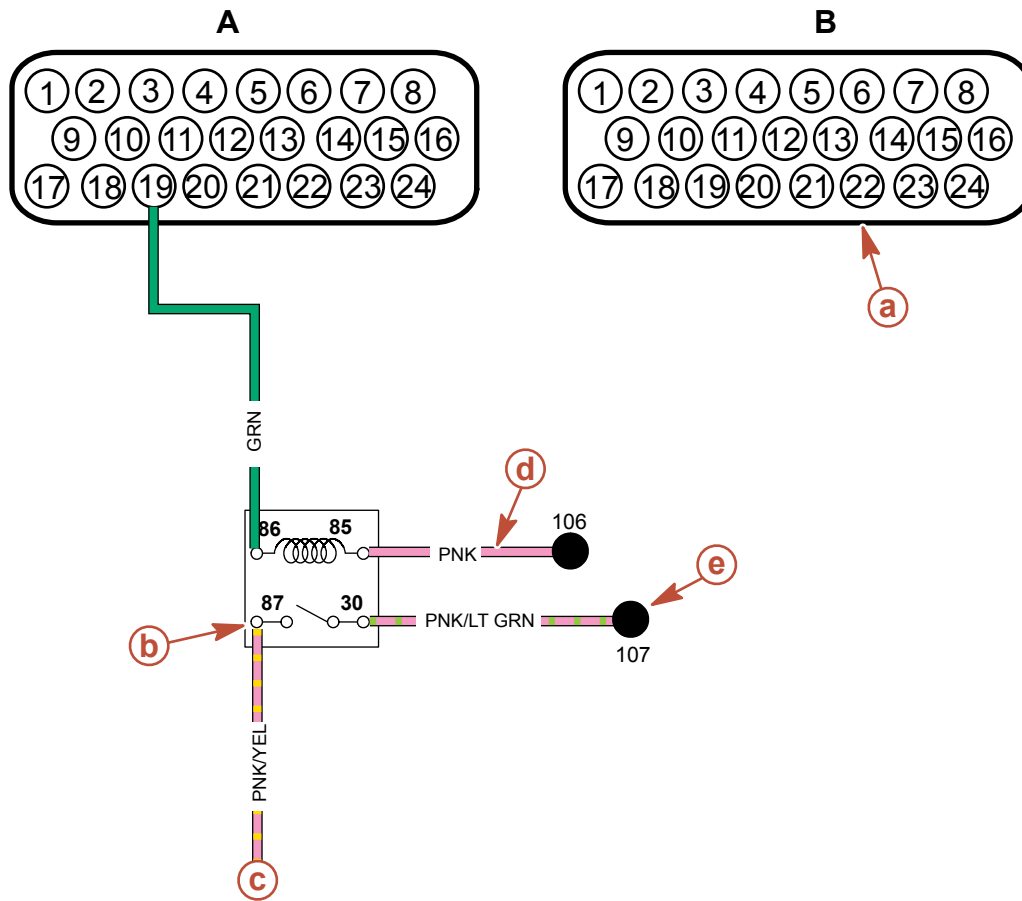 A
B
1 2 3 4 5 6 7 8
9 10 11 12 13 14 15 16
17 18 19 20 21 22 23 24
1 2 3 4 5 6 7 8
9 10 11 12 13 14 15 16
17 18 19 20 21 22 23 24
a
GRN
d
106
86 85
PNK
e
87 30
PNK/LT GRN
b
107
PNK/YEL
c